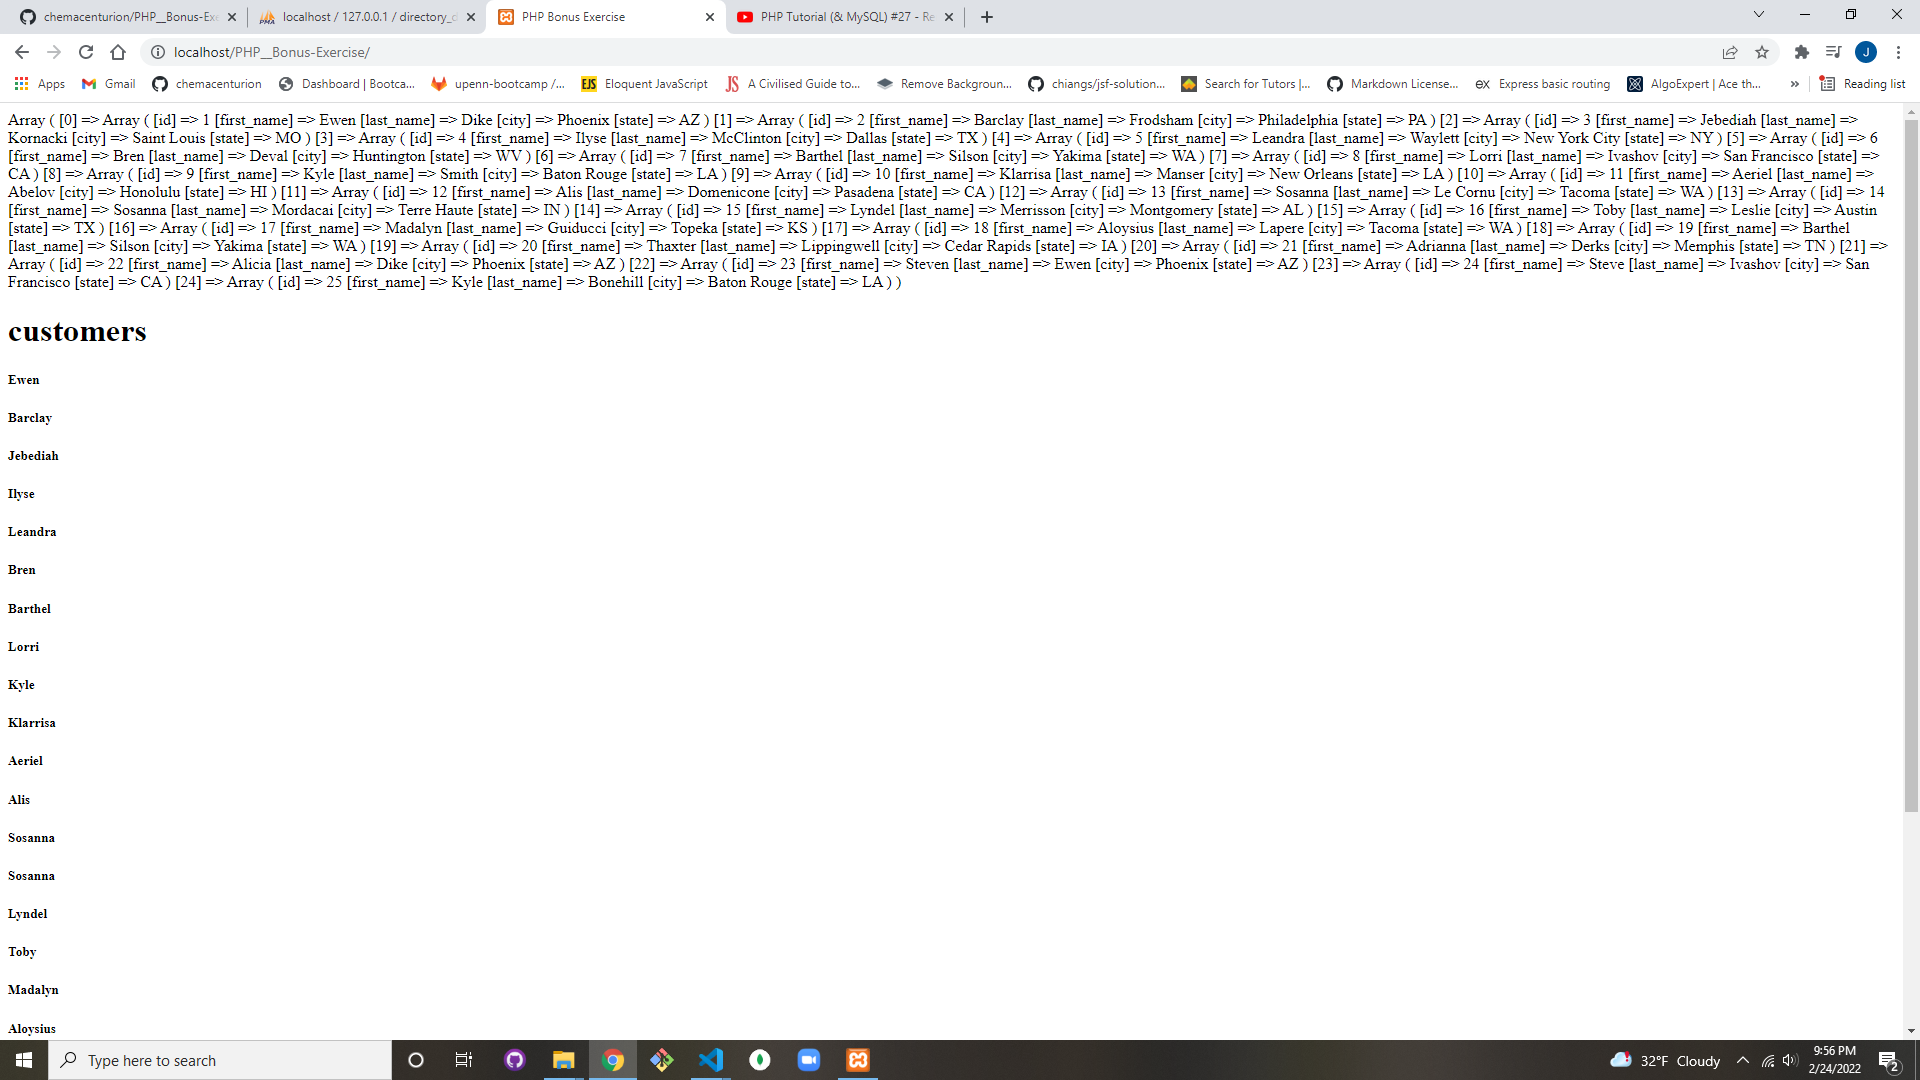 chemacenturion/PHP__Bonus-Exe
localhost / 127.0.0.1 / directory_d
PHP Bonus Exercise
PHP Tutorial (& MySQL) #27 - Re
localhost/PHP__Bonus-Exercise/
J
Apps
Gmail
chemacenturion
Dashboard | Bootca...
upenn-bootcamp /...
Eloquent JavaScript
A Civilised Guide to...
Remove Backgroun...
chiangs/jsf-solution...
Search for Tutors |...
Markdown License...
Express basic routing
AlgoExpert | Ace th...
»
Reading list
Array ( [0] => Array ( [id] => 1 [first_name] => Ewen [last_name] => Dike [city] => Phoenix [state] => AZ ) [1] => Array ( [id] => 2 [first_name] => Barclay [last_name] => Frodsham [city] => Philadelphia [state] => PA ) [2] => Array ( [id] => 3 [first_name] => Jebediah [last_name] =>
Kornacki [city] => Saint Louis [state] => MO ) [3] => Array ( [id] => 4 [first_name] => Ilyse [last_name] => McClinton [city] => Dallas [state] => TX ) [4] => Array ( [id] => 5 [first_name] => Leandra [last_name] => Waylett [city] => New York City [state] => NY ) [5] => Array ( [id] => 6
[first_name] => Bren [last_name] => Deval [city] => Huntington [state] => WV ) [6] => Array ( [id] => 7 [first_name] => Barthel [last_name] => Silson [city] => Yakima [state] => WA ) [7] => Array ( [id] => 8 [first_name] => Lorri [last_name] => Ivashov [city] => San Francisco [state] =>
CA ) [8] => Array ( [id] => 9 [first_name] => Kyle [last_name] => Smith [city] => Baton Rouge [state] => LA ) [9] => Array ( [id] => 10 [first_name] => Klarrisa [last_name] => Manser [city] => New Orleans [state] => LA ) [10] => Array ( [id] => 11 [first_name] => Aeriel [last_name] =>
Abelov [city] => Honolulu [state] => HI ) [11] => Array ( [id] => 12 [first_name] => Alis [last_name] => Domenicone [city] => Pasadena [state] => CA ) [12] => Array ( [id] => 13 [first_name] => Sosanna [last_name] => Le Cornu [city] => Tacoma [state] => WA ) [13] => Array ( [id] => 14
[first_name] => Sosanna [last_name] => Mordacai [city] => Terre Haute [state] => IN ) [14] => Array ( [id] => 15 [first_name] => Lyndel [last_name] => Merrisson [city] => Montgomery [state] => AL ) [15] => Array ( [id] => 16 [first_name] => Toby [last_name] => Leslie [city] => Austin
[state] => TX ) [16] => Array ( [id] => 17 [first_name] => Madalyn [last_name] => Guiducci [city] => Topeka [state] => KS ) [17] => Array ( [id] => 18 [first_name] => Aloysius [last_name] => Lapere [city] => Tacoma [state] => WA ) [18] => Array ( [id] => 19 [first_name] => Barthel
[last_name] => Silson [city] => Yakima [state] => WA ) [19] => Array ( [id] => 20 [first_name] => Thaxter [last_name] => Lippingwell [city] => Cedar Rapids [state] => IA ) [20] => Array ( [id] => 21 [first_name] => Adrianna [last_name] => Derks [city] => Memphis [state] => TN ) [21] =>
Array ( [id] => 22 [first_name] => Alicia [last_name] => Dike [city] => Phoenix [state] => AZ ) [22] => Array ( [id] => 23 [first_name] => Steven [last_name] => Ewen [city] => Phoenix [state] => AZ ) [23] => Array ( [id] => 24 [first_name] => Steve [last_name] => Ivashov [city] => San
Francisco [state] => CA ) [24] => Array ( [id] => 25 [first_name] => Kyle [last_name] => Bonehill [city] => Baton Rouge [state] => LA ) )
customers
Ewen
Barclay
Jebediah
Ilyse
Leandra
Bren
Barthel
Lorri
Kyle
Klarrisa
Aeriel
Alis
Sosanna
Sosanna
Lyndel
Toby
Madalyn
Aloysius
Type here to search
32°F Cloudy
9:56 PM
2/24/2022
2